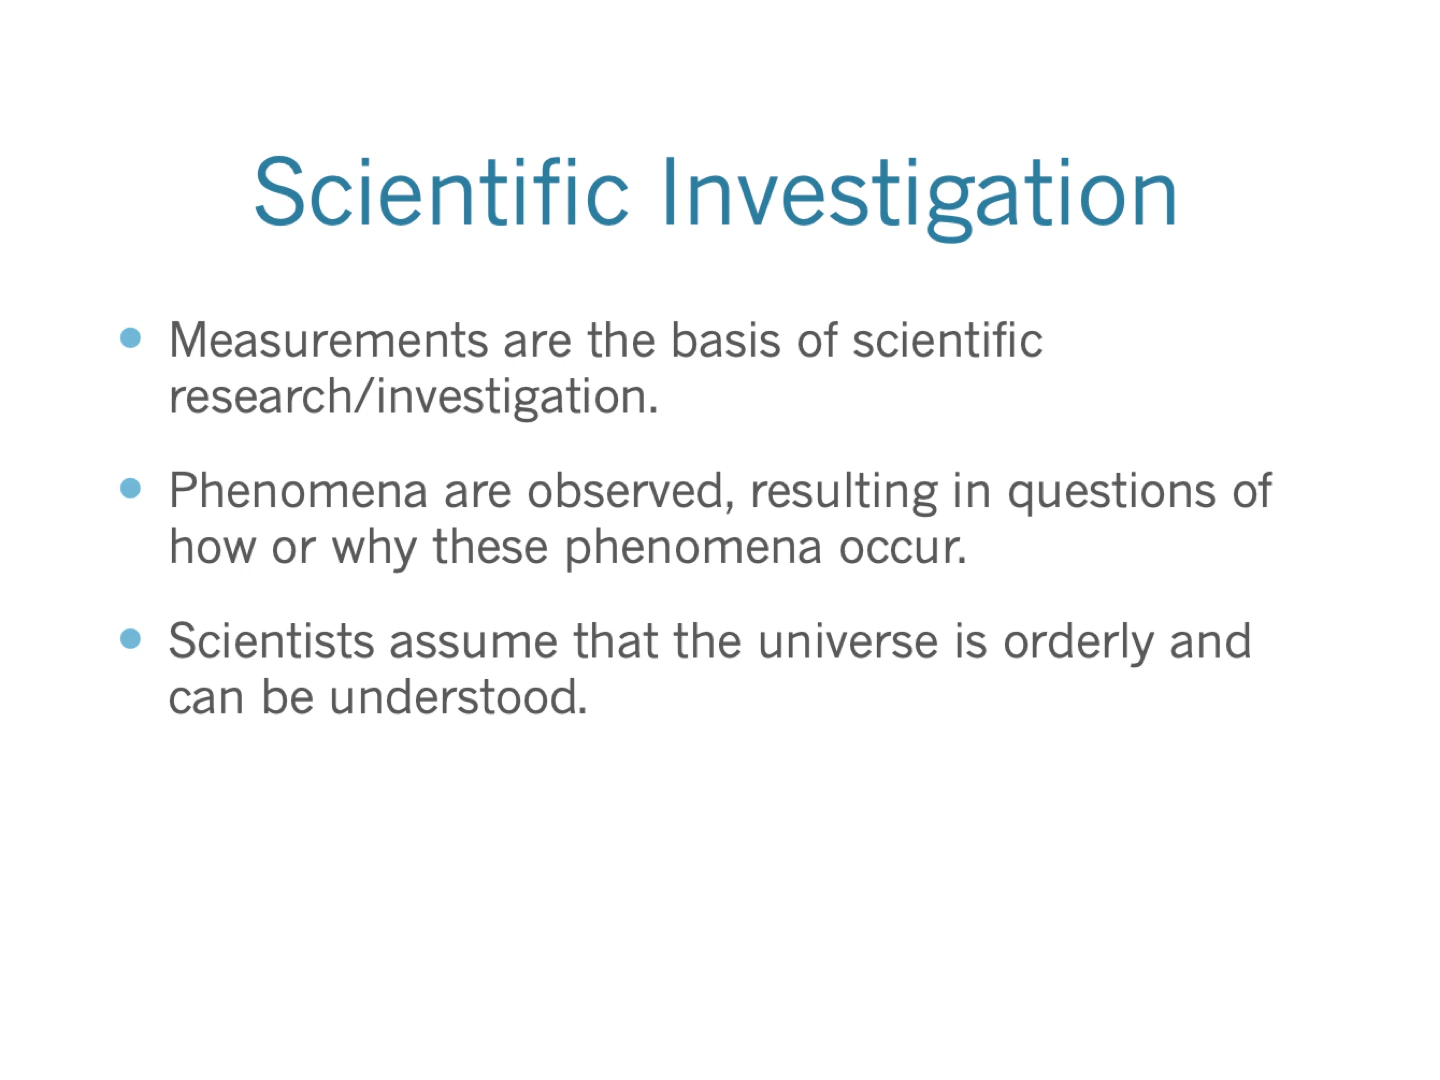 Scientific Investigation
• Measurements are the basis of scientific
research/investigation.
• Phenomena are observed, resulting in questions of
how or why these phenomena occur.
• Scientists assume that the universe is orderly and
can be understood.